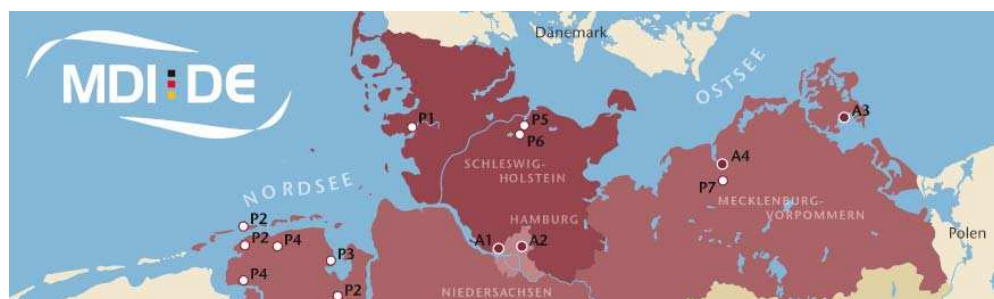 Dänemark
MDI:DE
OSTSEE
P1
P5
P6
A3
SCHLESWIG-
HOLSTEIN
A4
P7
NORDSEE
MECKLENBURG-
VORPOMMERN
P2
HAMBURG
Polen
P2
P4
A1
A2
P3
P4
P2
NIEDERSACHSEN